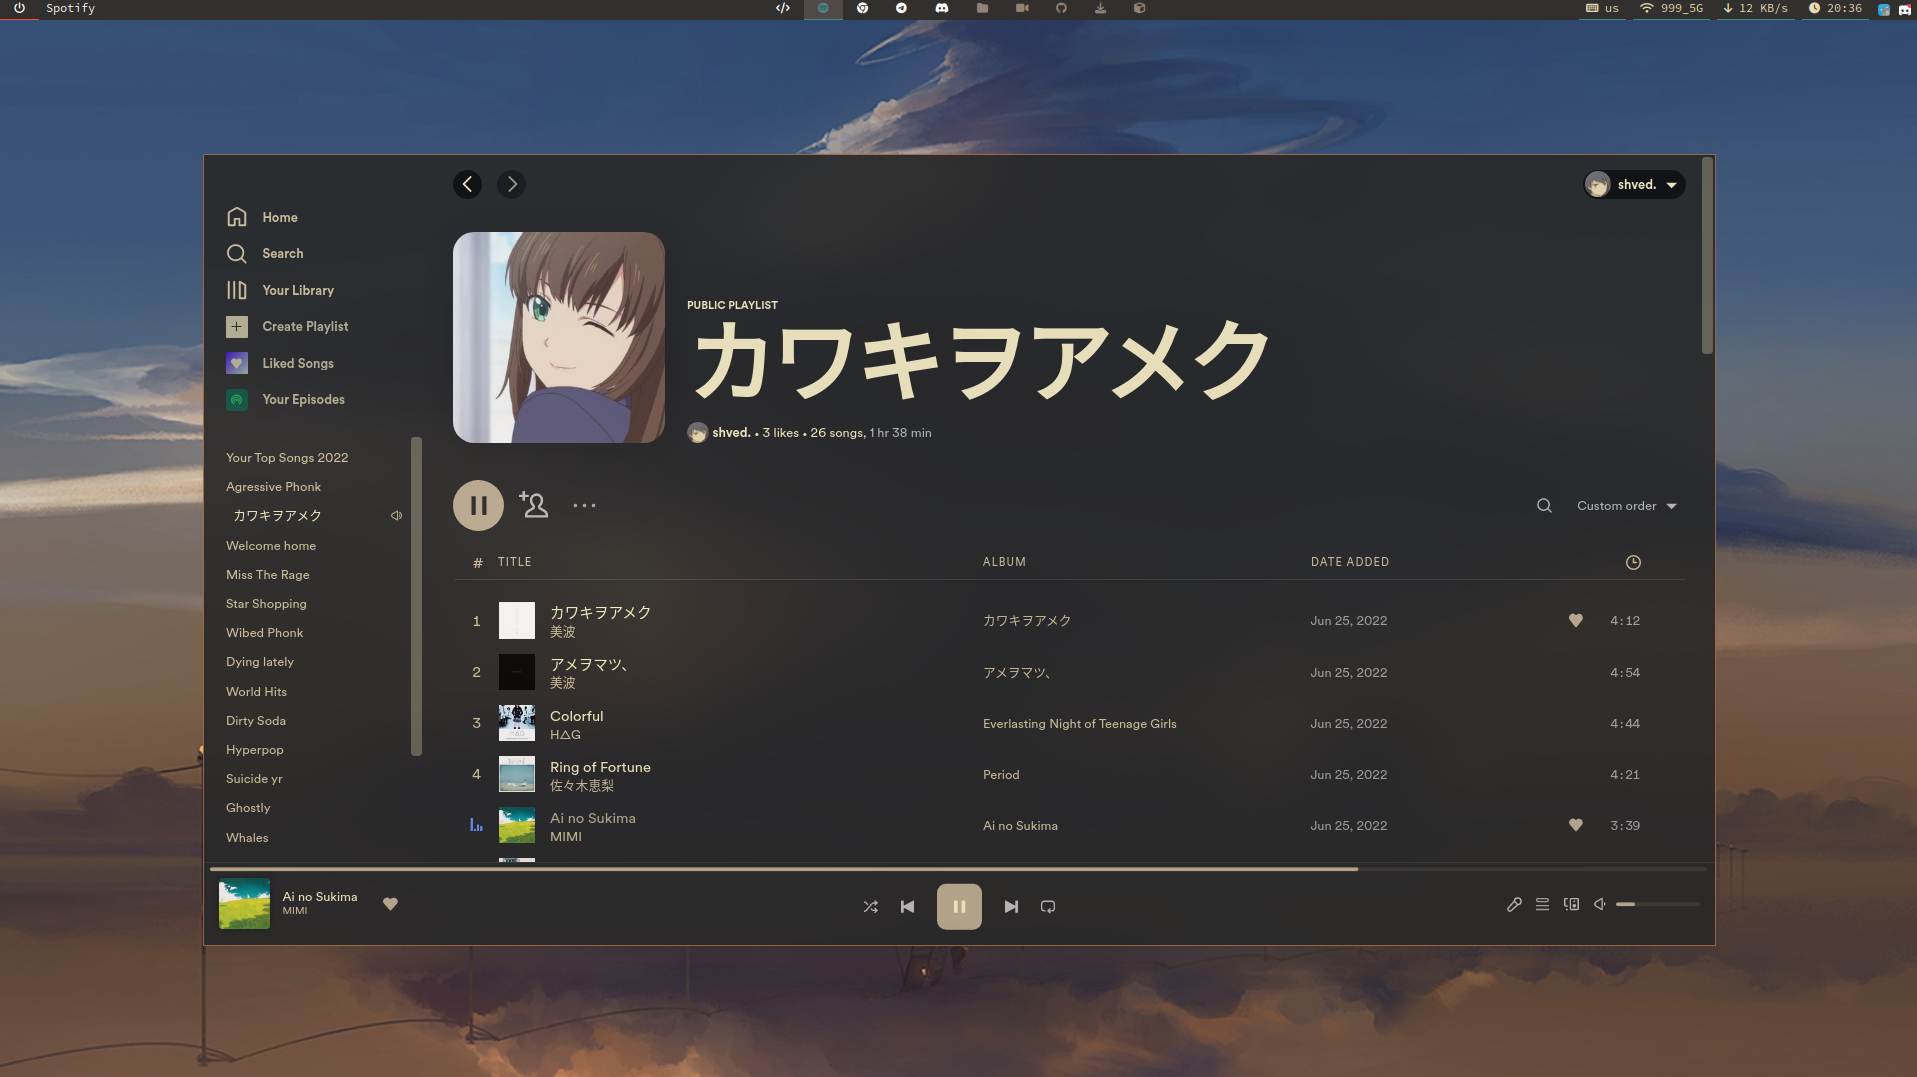 Spotify
us
999_5G
12 KB/s
20:36
shved.
Home
Search
Your Library
Create Playlist
Liked Songs
Your Episodes
Your Top Songs 2022
Agressive Phonk
カワキヲアメク
Welcome home
Miss The Rage
Star Shopping
Wibed Phonk
Dying lately
World Hits
Dirty Soda
Hyperpop
Suicide yr
Ghostly
Whales
PUBLIC PLAYLIST
カワキヲアメク
shved. • 3 likes • 26 songs, 1 hr 38 min
Custom order
# TITLE ALBUM DATE ADDED
1 カワキヲアメク カワキヲアメク Jun 25, 2022 4:12
美波
2 アメヲマツ、 アメヲマツ、 Jun 25, 2022 4:54
美波
3 Colorful Everlasting Night of Teenage Girls Jun 25, 2022 4:44
H△G
4 Ring of Fortune Period Jun 25, 2022 4:21
佐々木恵梨
Ai no Sukima Ai no Sukima Jun 25, 2022 3:39
MIMI
Ai no Sukima
MIMI